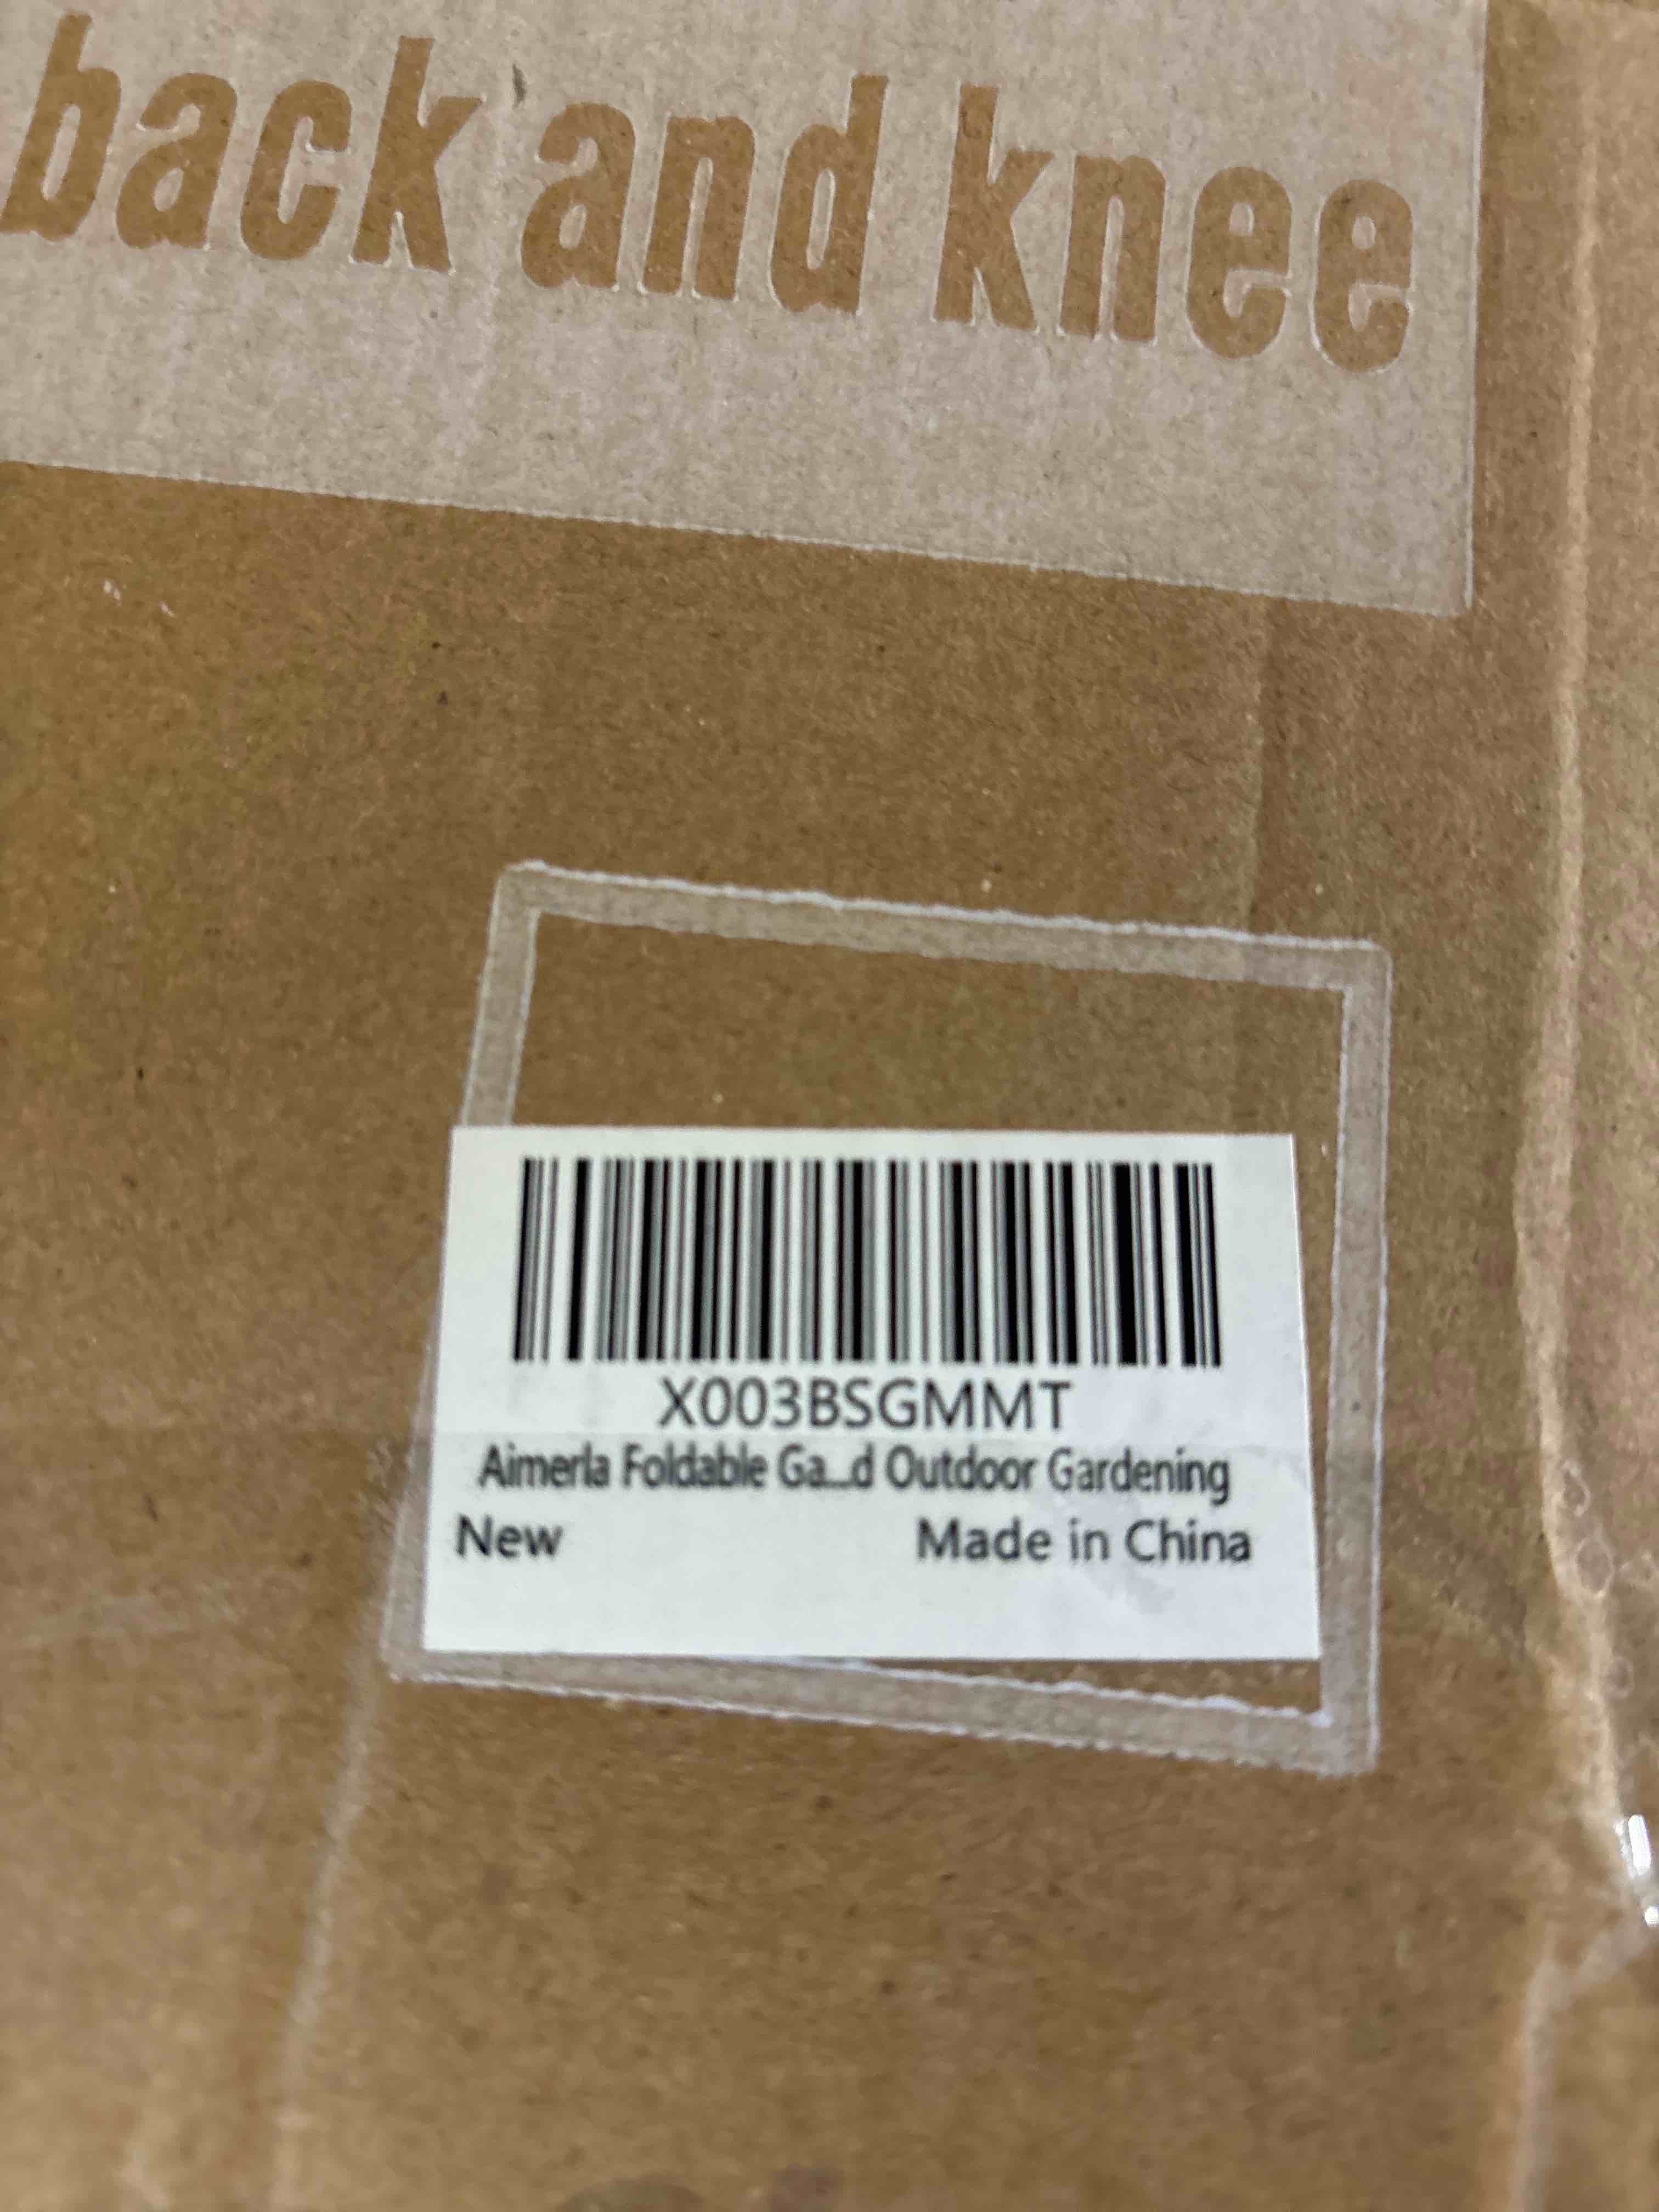 back and knee
X003BSGMMT
Aimerla Foldable Ga...d Outdoor Gardening
New Made in China